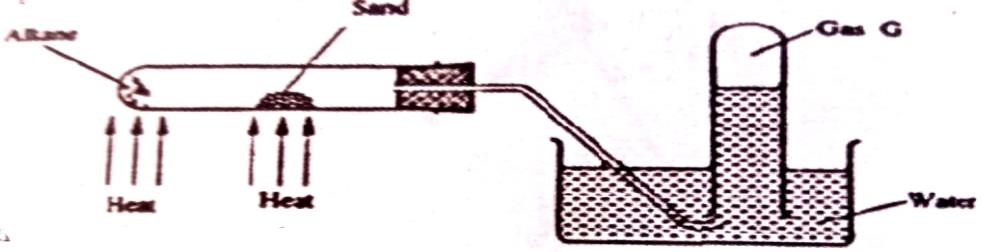 Sand
Alkane
Gas G
Heat
Heat
Water